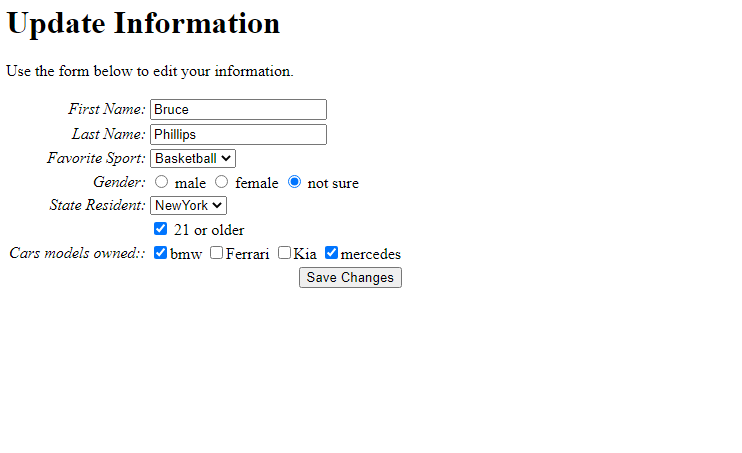 Update Information
Use the form below to edit your information.
First Name: Bruce
Last Name: Phillips
Favorite Sport: Basketball
Gender: male female not sure
State Resident: NewYork
21 or older
Cars models owned:: bmw Ferrari Kia mercedes
Save Changes